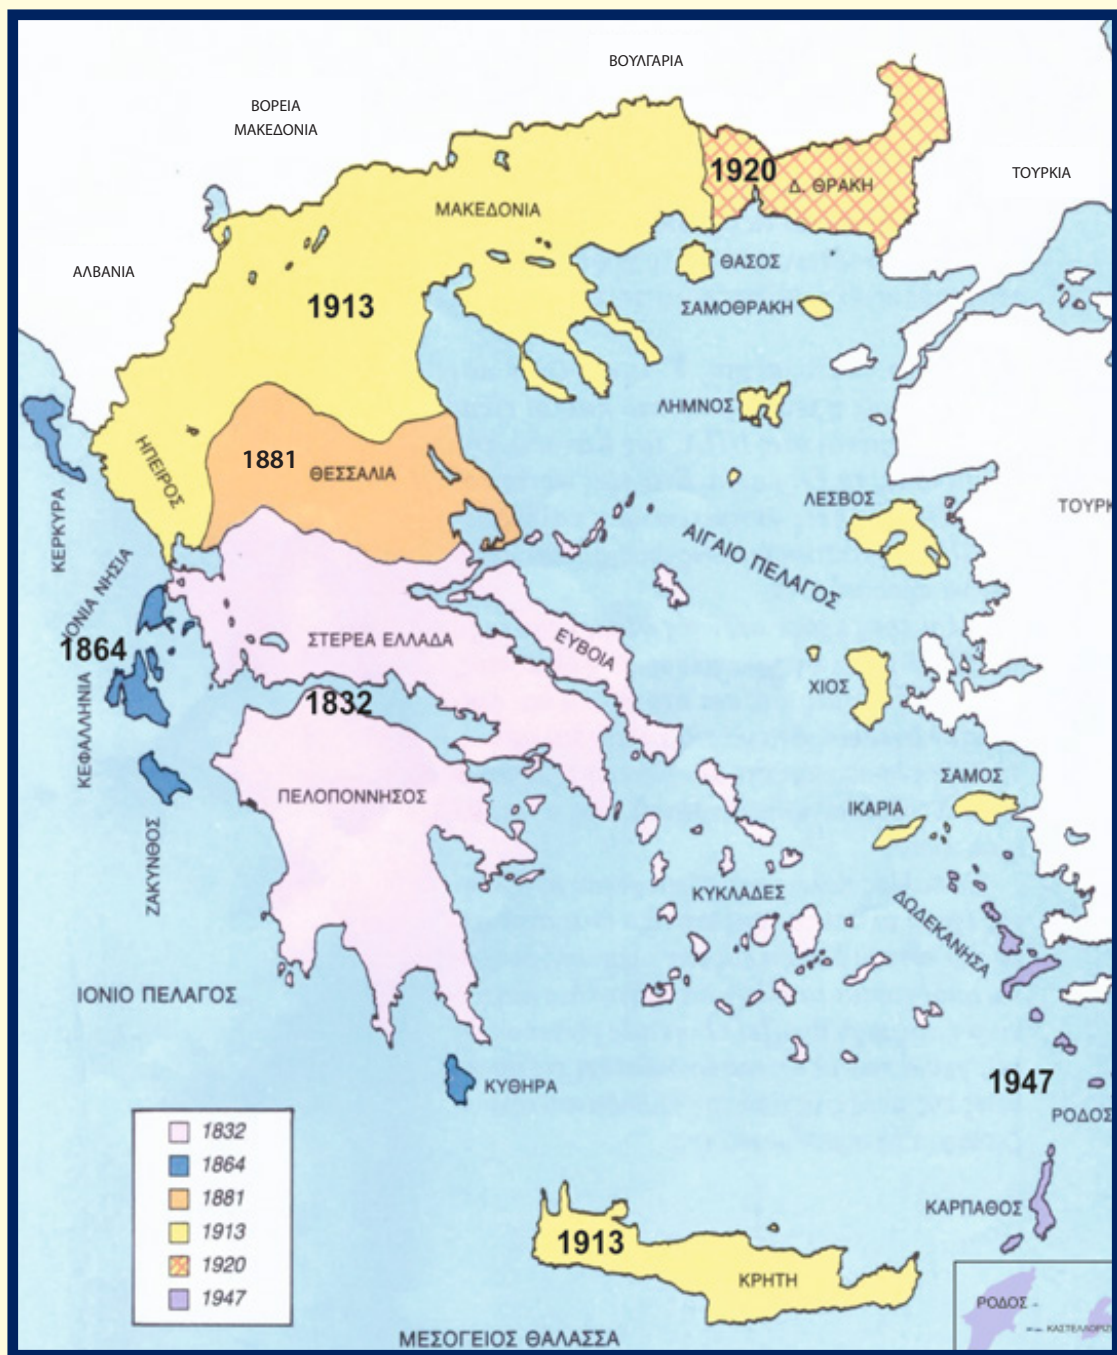 ΒΟΥΛΓΑΡΙΑ
ΒΟΡΕΙΑ
ΜΑΚΕΔΟΝΙΑ
1920
Δ. ΘΡΑΚΗ
ΤΟΥΡΚΙΑ
ΜΑΚΕΔΟΝΙΑ
ΑΛΒΑΝΙΑ
ΘΑΣΟΣ
1913
ΣΑΜΟΘΡΑΚΗ
ΛΗΜΝΟΣ
ΗΠΕΙΡΟΣ
1881
ΘΕΣΣΑΛΙΑ
ΚΕΡΚΥΡΑ
ΛΕΣΒΟΣ
ΤΟΥΡΚ
ΑΙΓΑΙΟ ΠΕΛΑΓΟΣ
ΙΟΝΙΑ ΝΗΣΙΑ
1864
ΣΤΕΡΕΑ ΕΛΛΑΔΑ
ΕΥΒΟΙΑ
ΧΙΟΣ
1832
ΚΕΦΑΛΛΗΝΙΑ
ΠΕΛΟΠΟΝΝΗΣΟΣ
ΣΑΜΟΣ
ΙΚΑΡΙΑ
ΖΑΚΥΝΘΟΣ
ΚΥΚΛΑΔΕΣ
ΔΩΔΕΚΑΝΗΣΑ
ΙΟΝΙΟ ΠΕΛΑΓΟΣ
ΚΥΘΗΡΑ
1947
ΡΟΔΟΣ
1832
1864
1881
1913
1920
1947
ΚΑΡΠΑΘΟΣ
1913
ΚΡΗΤΗ
ΡΟΔΟΣ
ΚΑΣΤΕΛΛΟΡΙΖ
ΜΕΣΟΓΕΙΟΣ ΘΑΛΑΣΣΑ